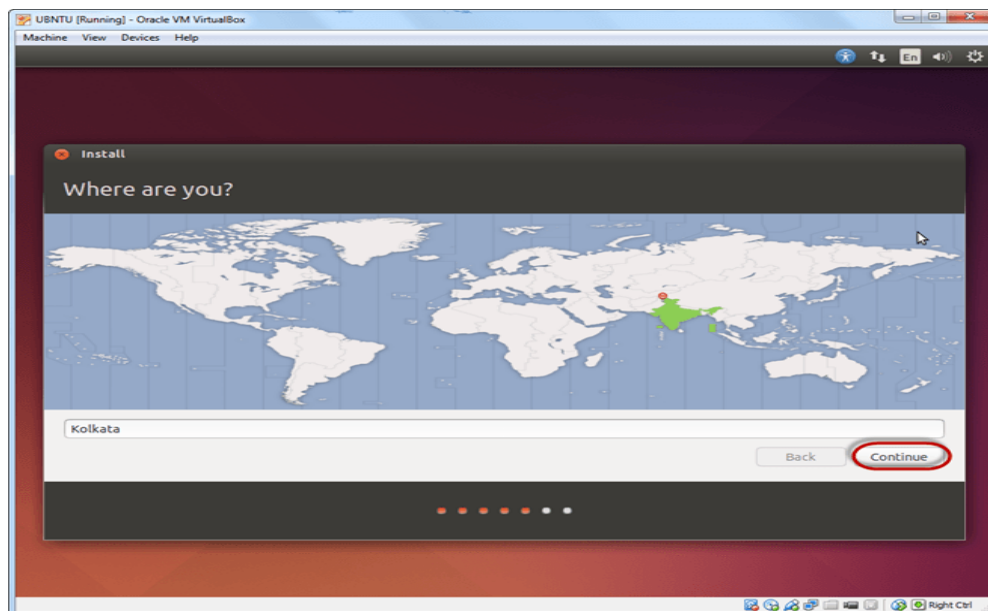 UBNTU [Running] - Oracle VM VirtualBox
Machine View Devices Help
En
Install
Where are you?
Kolkata
Back Continue
Right Ctrl